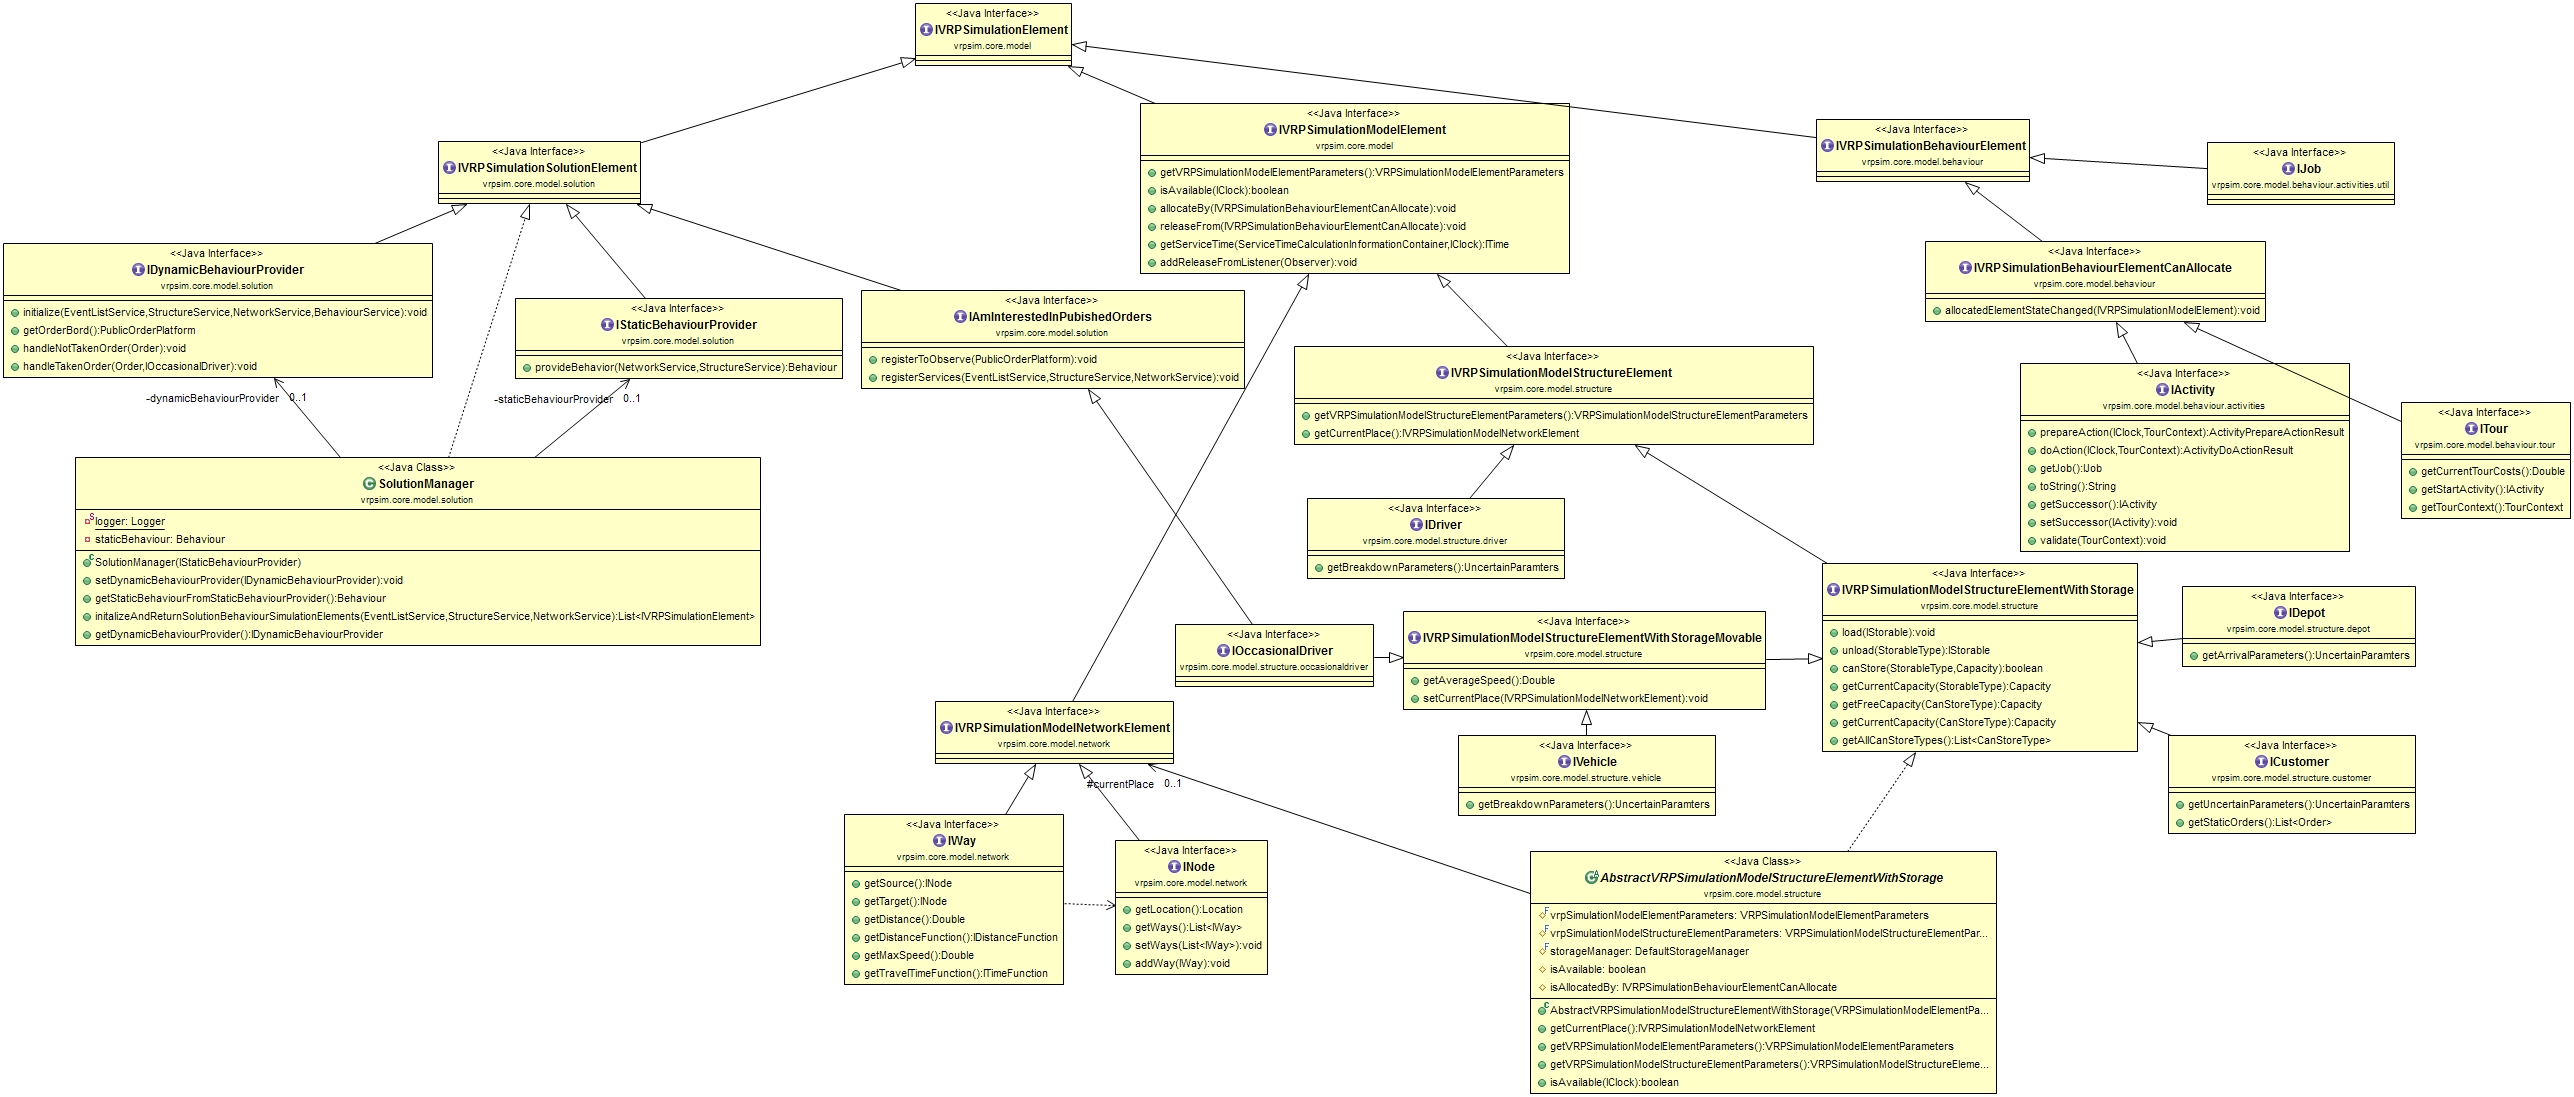 <<Java Interface>>
IVRPSimulationElement
vrpsim.core.model
<<Java Interface>>
IVRPSimulationSolutionElement
vrpsim.core.model.solution
<<Java Interface>>
IVRPSimulationModelElement
vrpsim.core.model
getVRPSimulationModelElementParameters():VRPSimulationModelElementParameters
isAvailable(IClock):boolean
allocateBy(IVRPSimulationBehaviourElementCanAllocate):void
releaseFrom(IVRPSimulationBehaviourElementCanAllocate):void
getServiceTime(ServiceTimeCalculationInformationContainer,IClock):ITime
addReleaseFromListener(Observer):void
<<Java Interface>>
IVRPSimulationBehaviourElement
vrpsim.core.model.behaviour
<<Java Interface>>
IJob
vrpsim.core.model.behaviour.activities.util
<<Java Interface>>
IDynamicBehaviourProvider
vrpsim.core.model.solution
initialize(EventListService,StructureService,NetworkService,BehaviourService):void
getOrderBord():PublicOrderPlatform
handleNotTakenOrder(Order):void
handleTakenOrder(Order,IOccasionalDriver):void
<<Java Interface>>
IStaticBehaviourProvider
vrpsim.core.model.solution
provideBehavior(NetworkService,StructureService):Behaviour
<<Java Interface>>
IAmInterestedInPubishedOrders
vrpsim.core.model.solution
registerToObserve(PublicOrderPlatform):void
registerServices(EventListService,StructureService,NetworkService):void
<<Java Interface>>
IVRPSimulationBehaviourElementCanAllocate
vrpsim.core.model.behaviour
allocatedElementStateChanged(IVRPSimulationModelElement):void
-dynamicBehaviourProvider 0..1
-staticBehaviourProvider 0..1
<<Java Interface>>
IVRPSimulationModelStructureElement
vrpsim.core.model.structure
getVRPSimulationModelStructureElementParameters():VRPSimulationModelStructureElementParameters
getCurrentPlace():IVRPSimulationModelNetworkElement
<<Java Interface>>
IActivity
vrpsim.core.model.behaviour.activities
prepareAction(IClock,TourContext):ActivityPrepareActionResult
doAction(IClock,TourContext):ActivityDoActionResult
getJob():IJob
toString():String
getSuccessor():IActivity
setSuccessor(IActivity):void
validate(TourContext):void
<<Java Interface>>
ITour
vrpsim.core.model.behaviour.tour
getCurrentTourCosts():Double
getStartActivity():IActivity
getTourContext():TourContext
<<Java Class>>
SolutionManager
vrpsim.core.model.solution
logger: Logger
staticBehaviour: Behaviour
SolutionManager(IStaticBehaviourProvider)
setDynamicBehaviourProvider(IDynamicBehaviourProvider):void
getStaticBehaviourFromStaticBehaviourProvider():Behaviour
initalizeAndReturnSolutionBehaviourSimulationElements(EventListService,StructureService,NetworkService):List<IVRPSimulationElement>
getDynamicBehaviourProvider():IDynamicBehaviourProvider
<<Java Interface>>
IDriver
vrpsim.core.model.structure.driver
getBreakdownParameters():UncertainParamters
<<Java Interface>>
IVRPSimulationModelStructureElementWithStorage
vrpsim.core.model.structure
load(IStorable):void
unload(StorableType):IStorable
canStore(StorableType,Capacity):boolean
getCurrentCapacity(StorableType):Capacity
getFreeCapacity(CanStoreType):Capacity
getCurrentCapacity(CanStoreType):Capacity
getAllCanStoreTypes():List<CanStoreType>
<<Java Interface>>
IDepot
vrpsim.core.model.structure.depot
getArrivalParameters():UncertainParamters
<<Java Interface>>
IOccasionalDriver
vrpsim.core.model.structure.occasionaldriver
<<Java Interface>>
IVRPSimulationModelStructureElementWithStorageMovable
vrpsim.core.model.structure
getAverageSpeed():Double
setCurrentPlace(IVRPSimulationModelNetworkElement):void
<<Java Interface>>
IVRPSimulationModelNetworkElement
vrpsim.core.model.network
<<Java Interface>>
IVehicle
vrpsim.core.model.structure.vehicle
getBreakdownParameters():UncertainParamters
<<Java Interface>>
ICustomer
vrpsim.core.model.structure.customer
getUncertainParameters():UncertainParamters
getStaticOrders():List<Order>
#currentPlace 0..1
<<Java Interface>>
IWay
vrpsim.core.model.network
getSource():INode
getTarget():INode
getDistance():Double
getDistanceFunction():IDistanceFunction
getMaxSpeed():Double
getTravelTimeFunction():ITimeFunction
<<Java Interface>>
INode
vrpsim.core.model.network
getLocation():Location
getWays():List<IWay>
setWays(List<IWay>):void
addWay(IWay):void
<<Java Class>>
AbstractVRPSimulationModelStructureElementWithStorage
vrpsim.core.model.structure
vrpSimulationModelElementParameters: VRPSimulationModelElementParameters
vrpSimulationModelStructureElementParameters: VRPSimulationModelStructureElementPar...
storageManager: DefaultStorageManager
isAvailable: boolean
isAllocatedBy: IVRPSimulationBehaviourElementCanAllocate
AbstractVRPSimulationModelStructureElementWithStorage(VRPSimulationModelElementPa...
getCurrentPlace():IVRPSimulationModelNetworkElement
getVRPSimulationModelElementParameters():VRPSimulationModelElementParameters
getVRPSimulationModelStructureElementParameters():VRPSimulationModelStructureEleme...
isAvailable(IClock):boolean